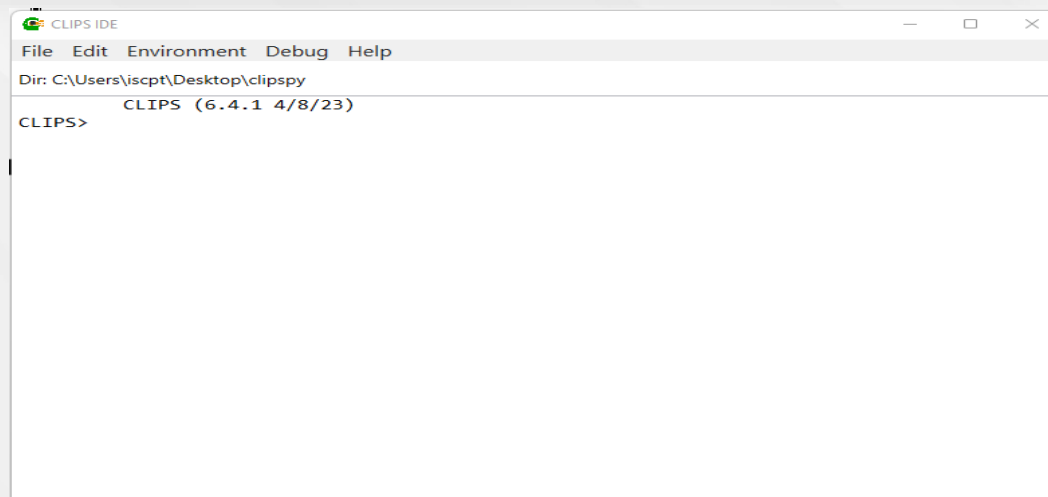 CLIPS IDE
File Edit Environment Debug Help
Dir: C:\Users\iscpt\Desktop\clipspy
CLIPS (6.4.1 4/8/23)
CLIPS>